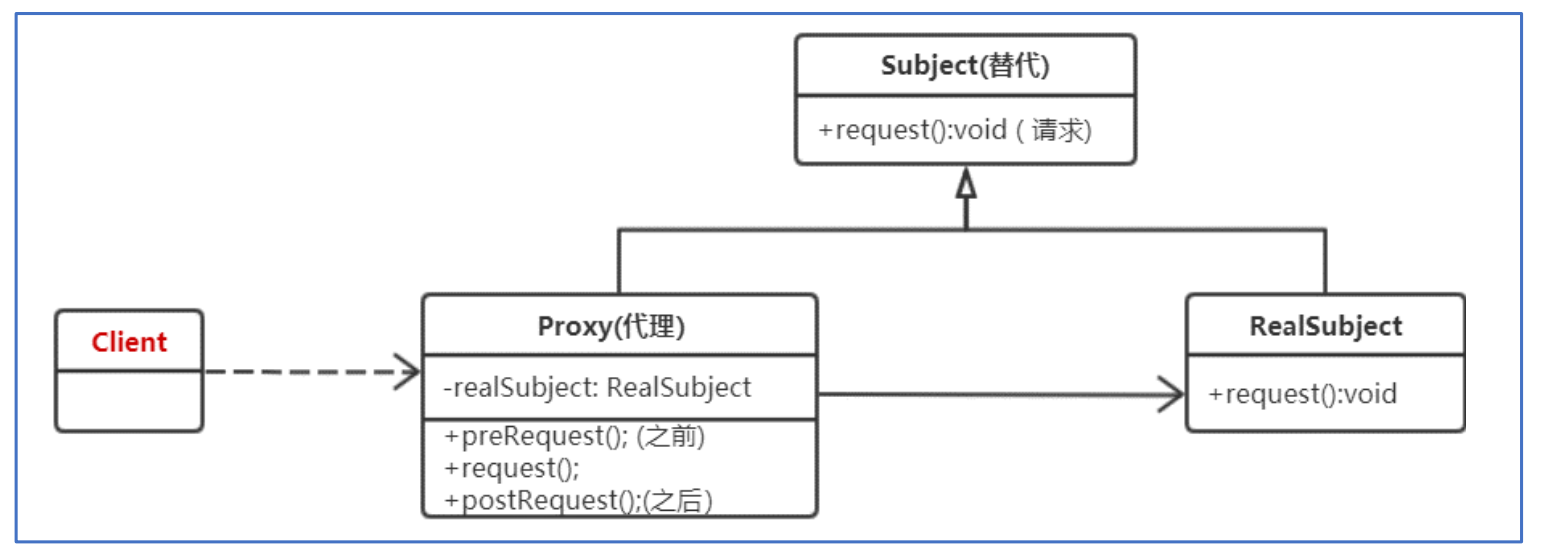 Subject(替代)
+request():void ( 请求)
Client
Proxy(代理)
-realSubject: RealSubject
+preRequest(); (之前)
+request();
+postRequest();(之后)
RealSubject
+request():void